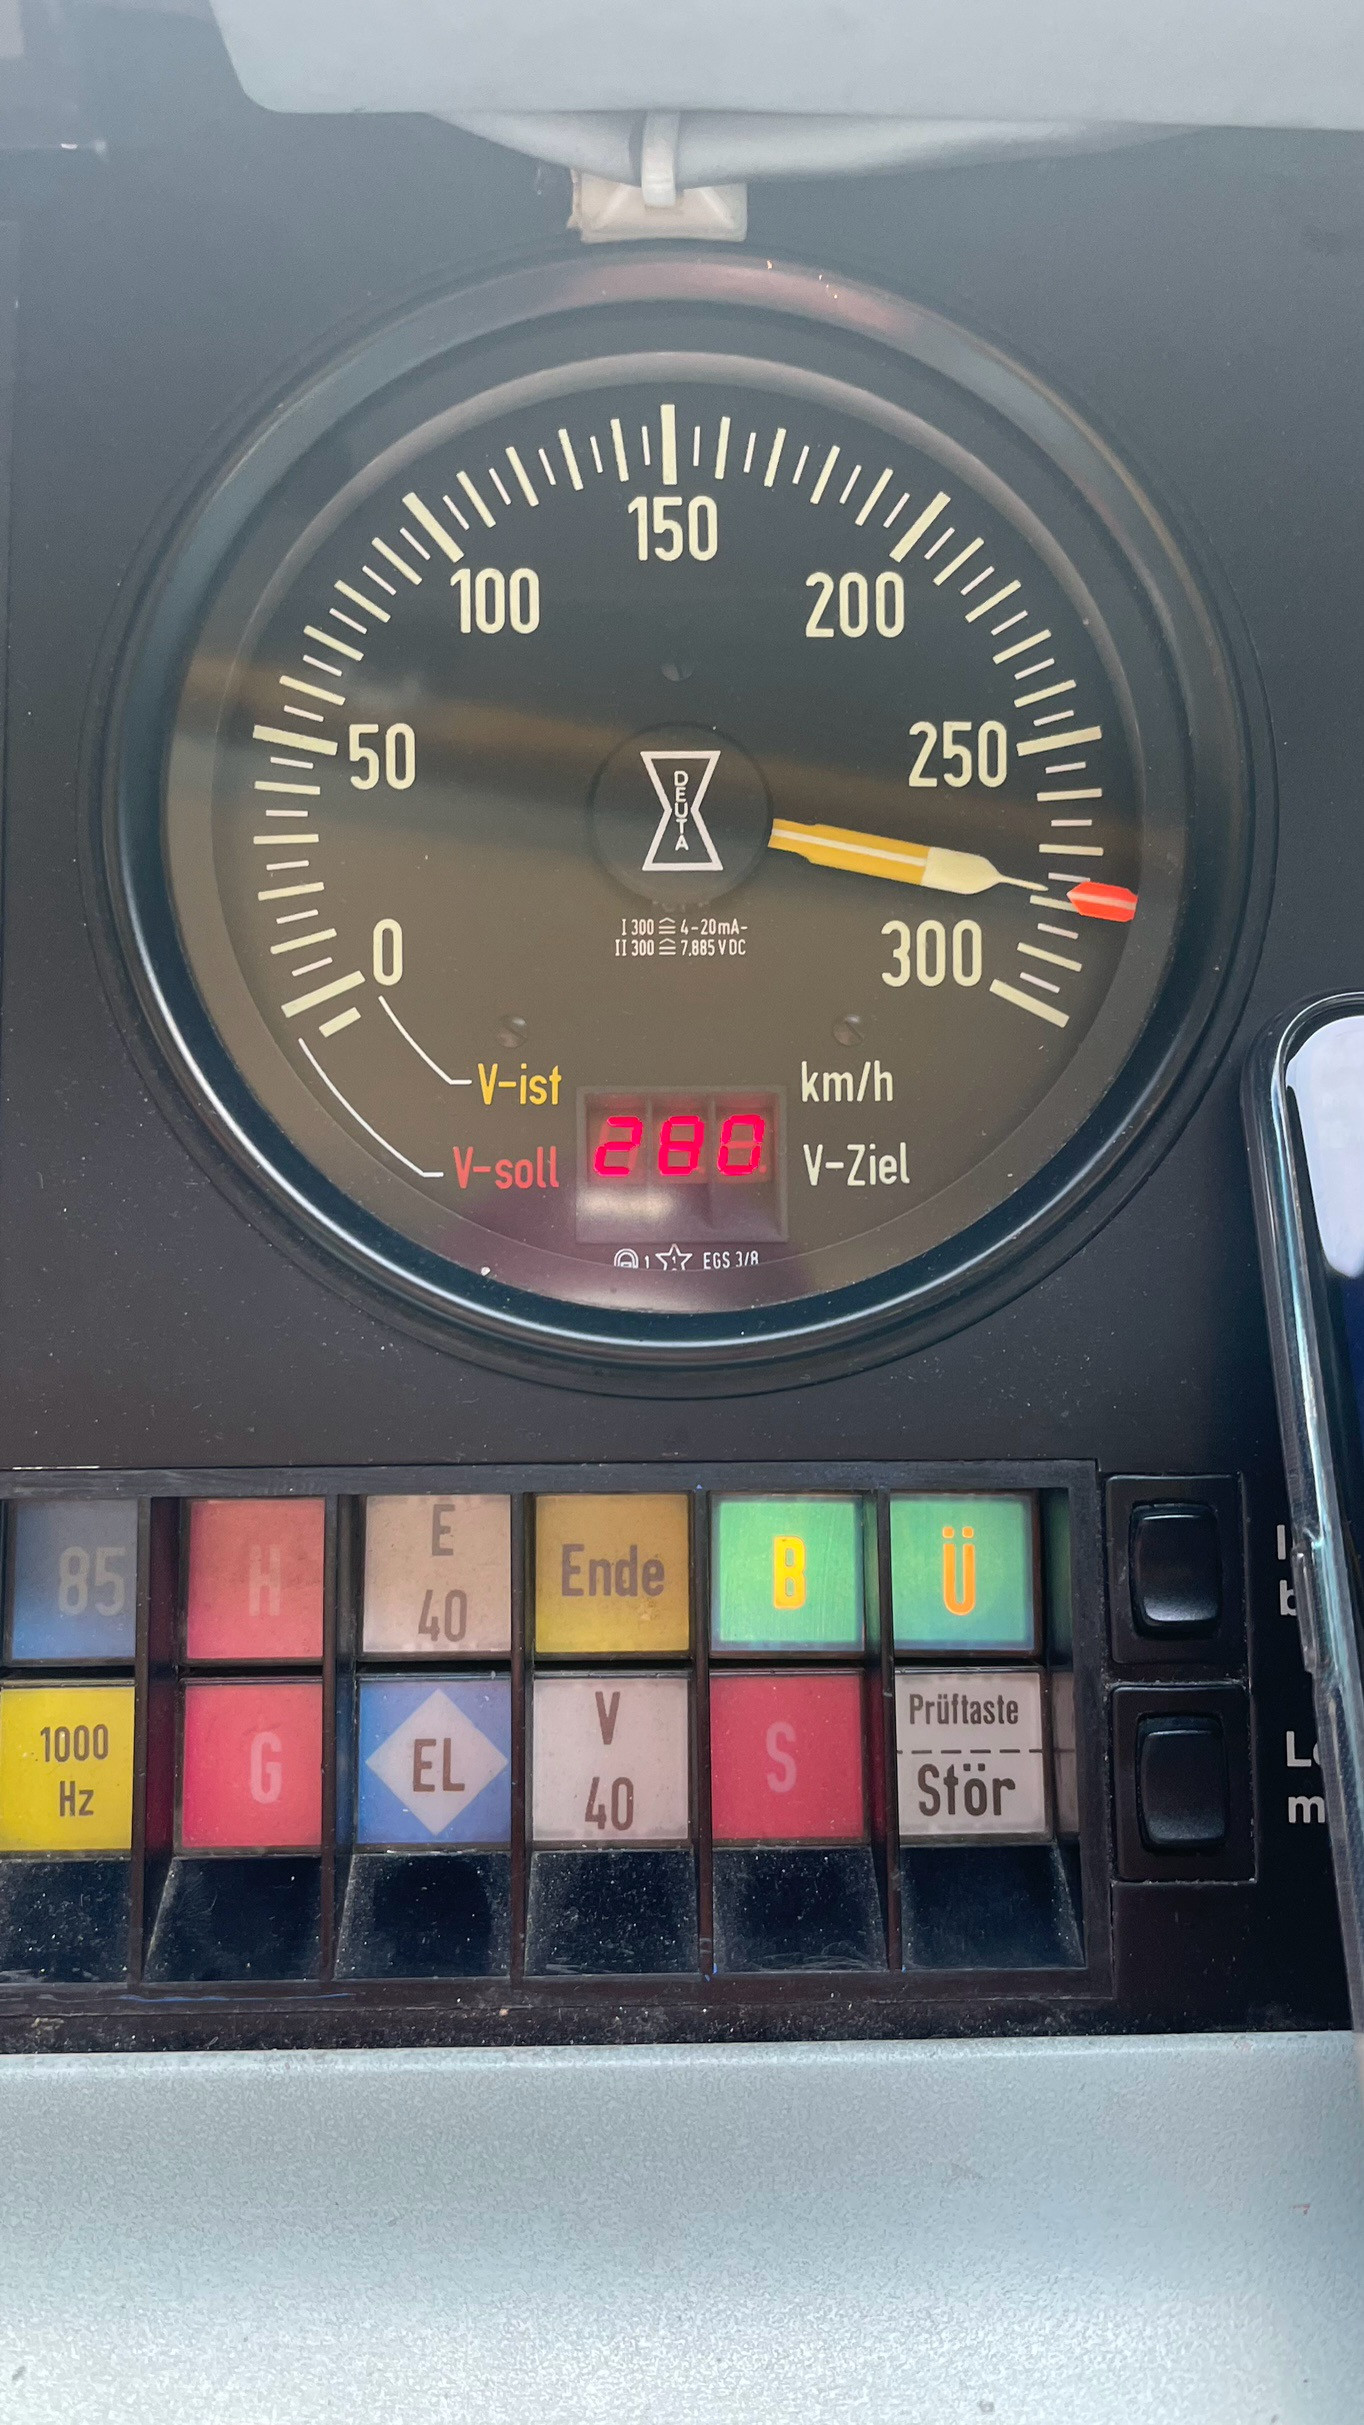 150
100
200
50
250
DEUTA
I 300 ≙ 4-20mA-
II 300 ≙ 7,885 V DC
0
300
V-ist
km/h
280
V-soll
V-Ziel
1 EGS 3/8
85
H
E
40
Ende
B
Ü
1000
Hz
G
EL
V
40
S
Prüftaste
Stör